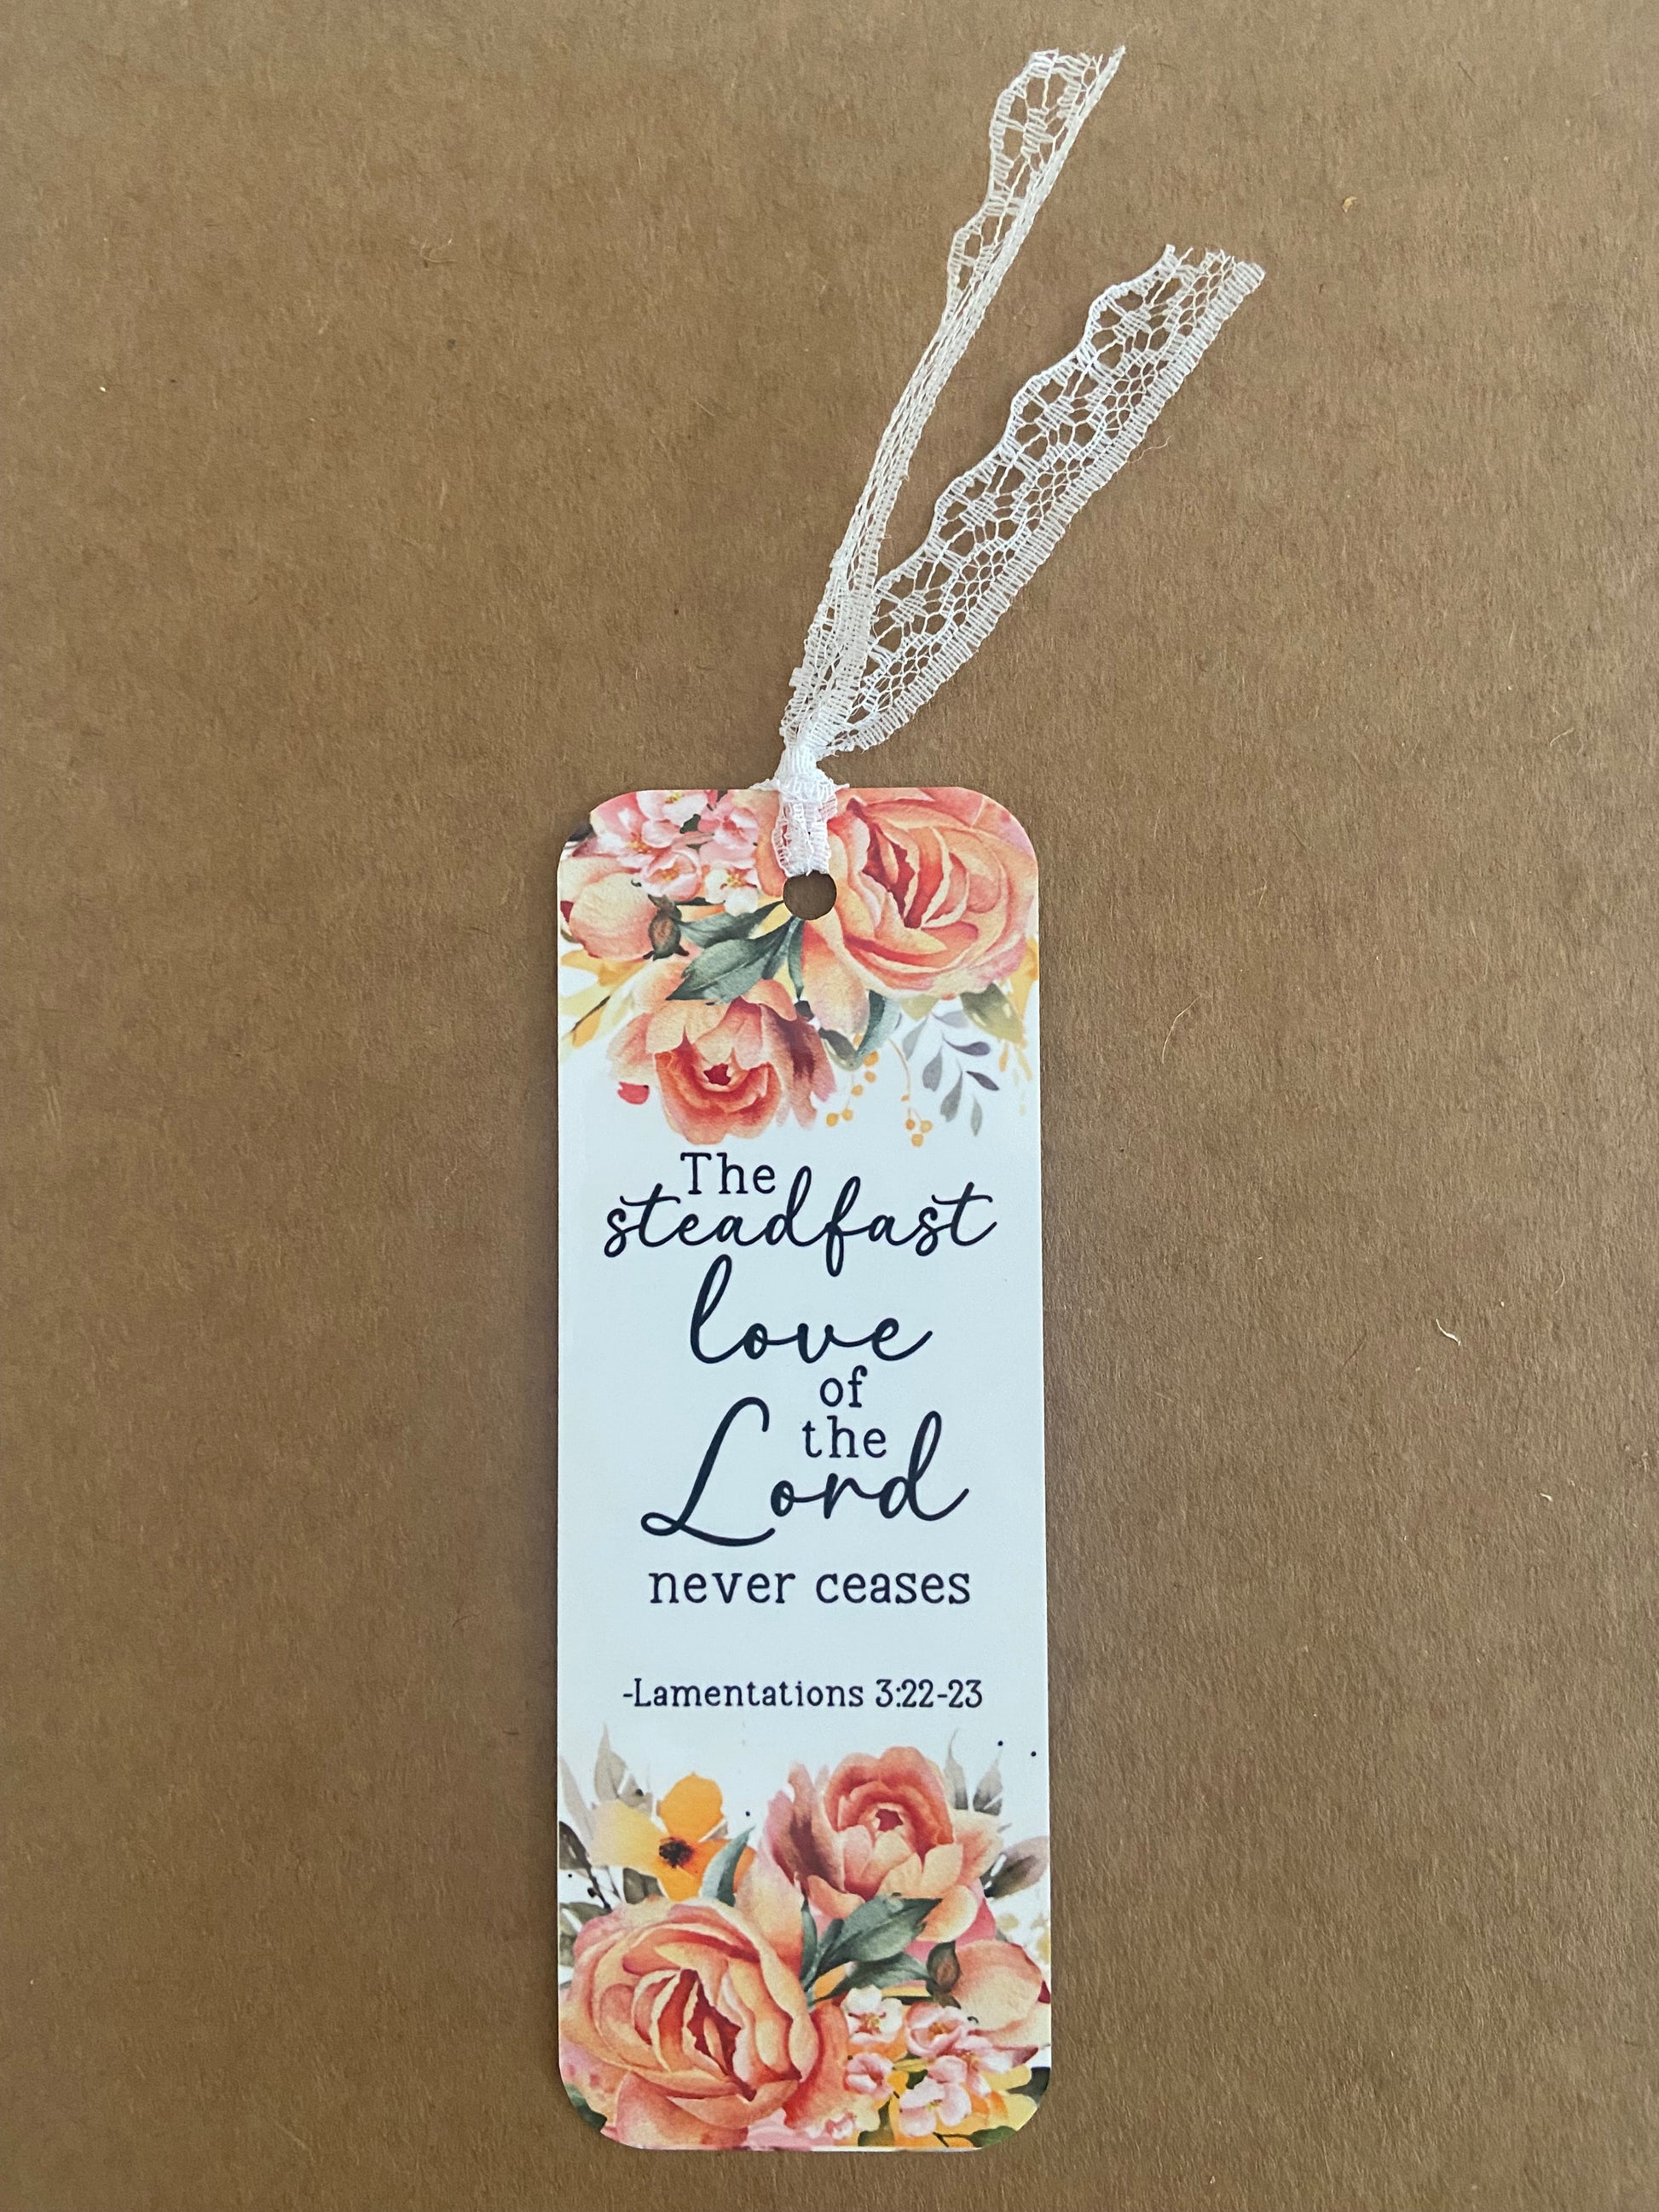 The
steadfast
love
of
the
Lord
never ceases
-Lamentations 3:22-23